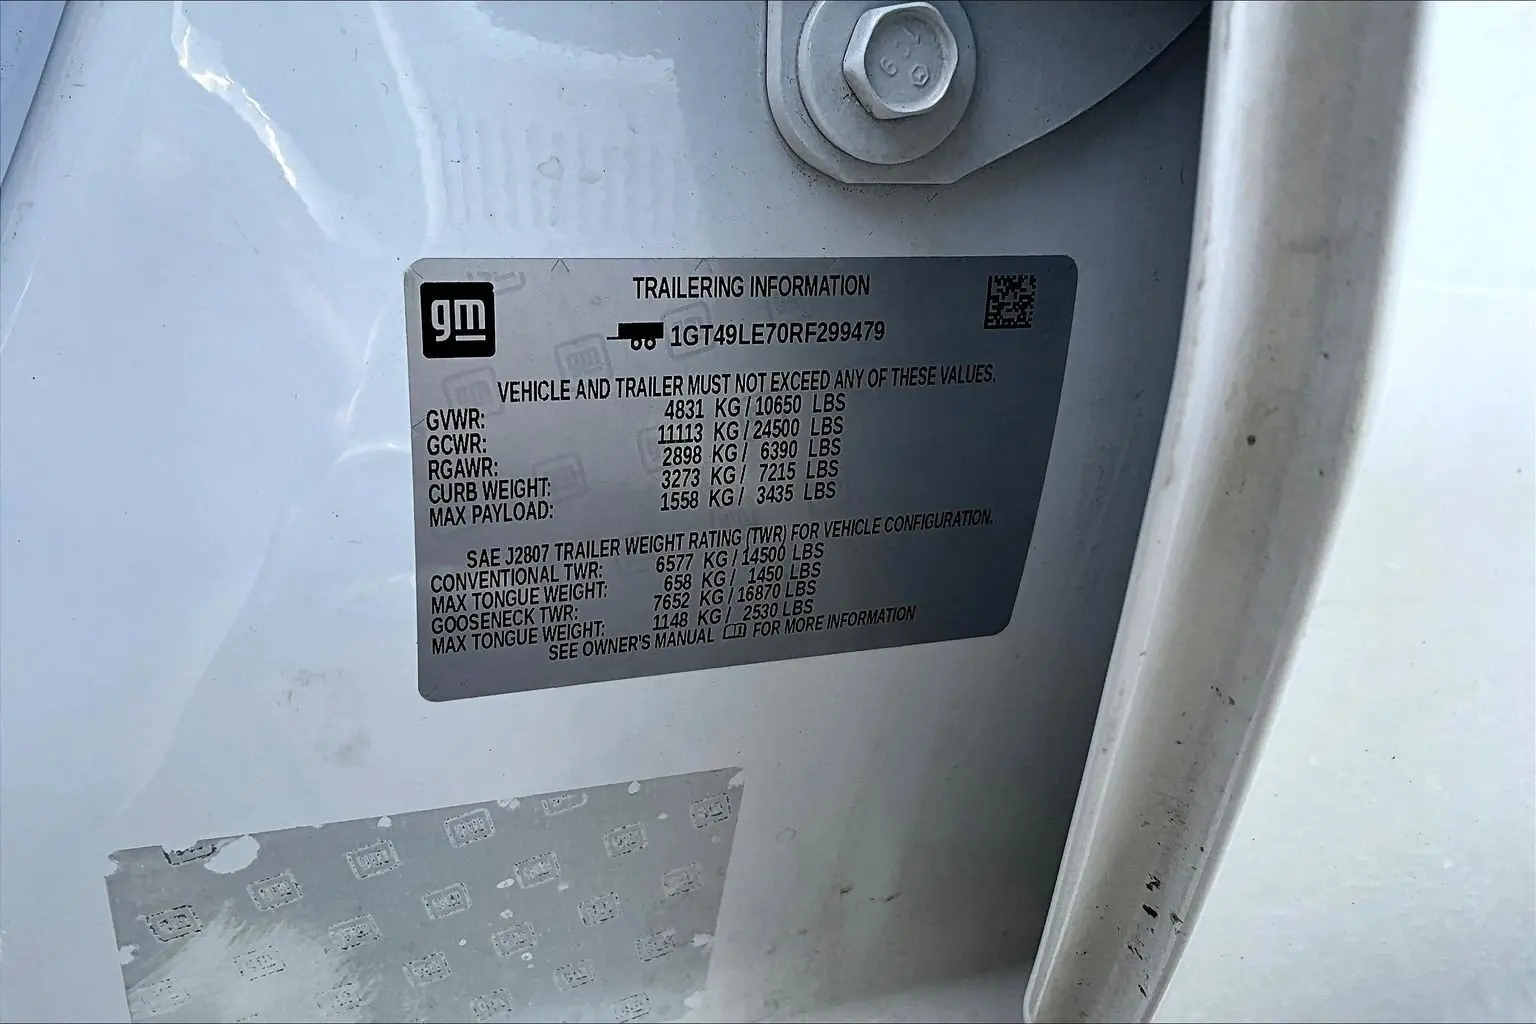 gm
TRAILERING INFORMATION
1GT49LE70RF299479
VEHICLE AND TRAILER MUST NOT EXCEED ANY OF THESE VALUES.
GVWR: 4831 KG / 10650 LBS
GCWR: 11113 KG / 24500 LBS
RGAWR: 2898 KG / 6390 LBS
CURB WEIGHT: 3273 KG / 7215 LBS
MAX PAYLOAD: 1558 KG / 3435 LBS
SAE J2807 TRAILER WEIGHT RATING (TWR) FOR VEHICLE CONFIGURATION.
CONVENTIONAL TWR: 6577 KG / 14500 LBS
MAX TONGUE WEIGHT: 658 KG / 1450 LBS
GOOSENECK TWR: 7652 KG / 16870 LBS
MAX TONGUE WEIGHT: 1148 KG / 2530 LBS
SEE OWNER'S MANUAL FOR MORE INFORMATION